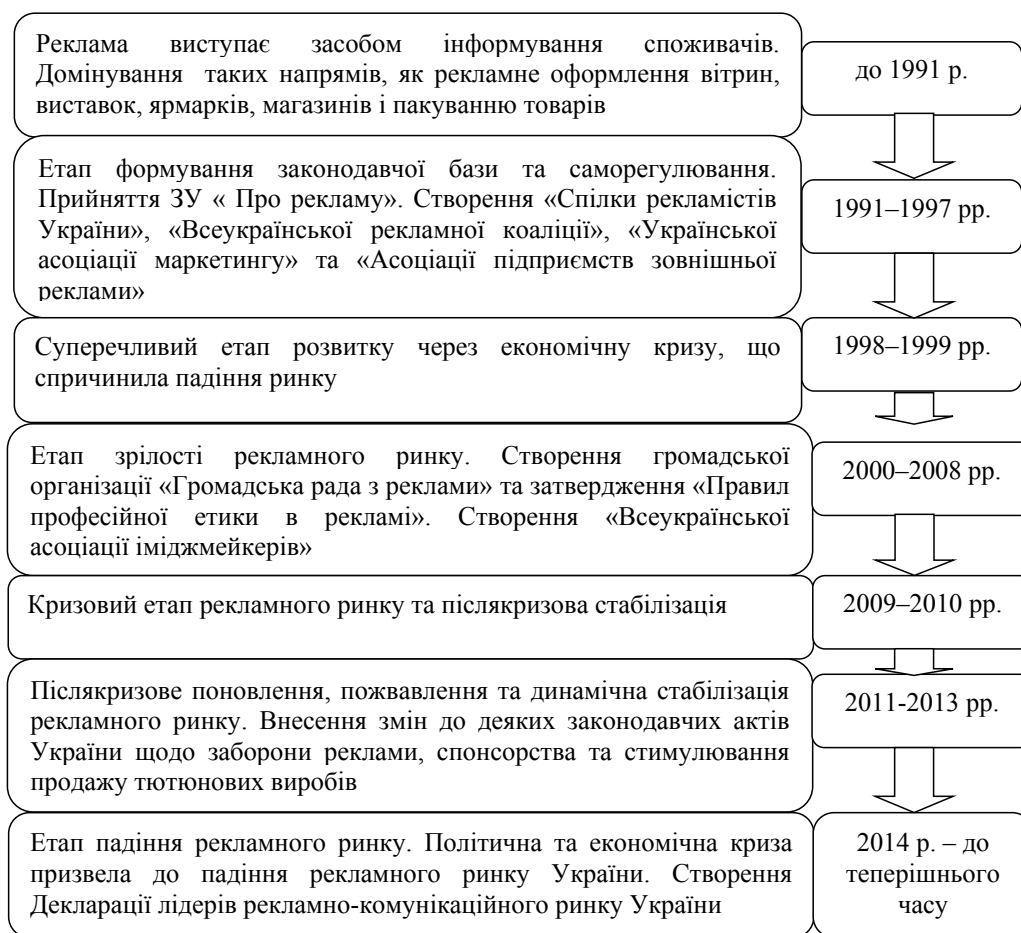 Реклама виступає засобом інформування споживачів.
Домінування таких напрямів, як рекламне оформлення вітрин,
виставок, ярмарків, магазинів і пакуванню товарів
до 1991 р.
Етап формування законодавчої бази та саморегулювання.
Прийняття ЗУ « Про рекламу». Створення «Спілки рекламістів
України», «Всеукраїнської рекламної коаліції», «Української
асоціації маркетингу» та «Асоціації підприємств зовнішньої
реклами»
1991–1997 рр.
Суперечливий етап розвитку через економічну кризу, що
спричинила падіння ринку
1998–1999 рр.
Етап зрілості рекламного ринку. Створення громадської
організації «Громадська рада з реклами» та затвердження «Правил
професійної етики в рекламі». Створення «Всеукраїнської
асоціації іміджмейкерів»
2000–2008 рр.
Кризовий етап рекламного ринку та післякризова стабілізація
2009–2010 рр.
Післякризове поновлення, пожвавлення та динамічна стабілізація
рекламного ринку. Внесення змін до деяких законодавчих актів
України щодо заборони реклами, спонсорства та стимулювання
продажу тютюнових виробів
2011-2013 рр.
Етап падіння рекламного ринку. Політична та економічна криза
призвела до падіння рекламного ринку України. Створення
Декларації лідерів рекламно-комунікаційного ринку України
2014 р. – до
теперішнього
часу